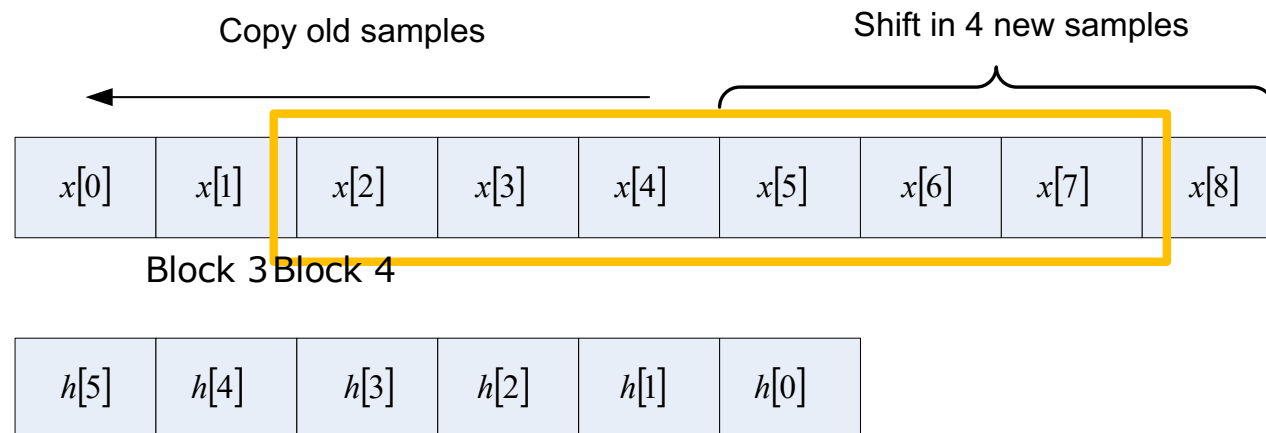 Copy old samples
Shift in 4 new samples
x[0] x[1] x[2] x[3] x[4] x[5] x[6] x[7] x[8]
Block 3 Block 4
h[5] h[4] h[3] h[2] h[1] h[0]